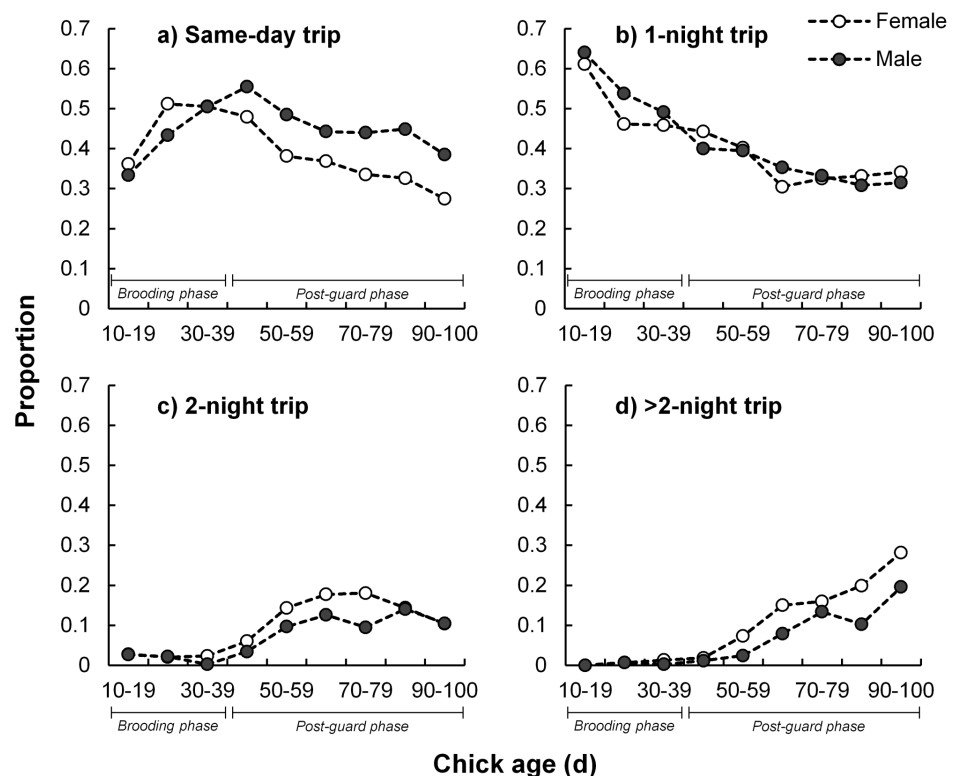 Female
Male
a) Same-day trip
0.7
0.6
0.5
0.4
0.3
0.2
0.1
0
Brooding phase
Post-guard phase
10-19 30-39 50-59 70-79 90-100
b) 1-night trip
0.7
0.6
0.5
0.4
0.3
0.2
0.1
0
Brooding phase
Post-guard phase
10-19 30-39 50-59 70-79 90-100
Proportion
c) 2-night trip
0.7
0.6
0.5
0.4
0.3
0.2
0.1
0
10-19 30-39 50-59 70-79 90-100
Brooding phase
Post-guard phase
d) >2-night trip
0.7
0.6
0.5
0.4
0.3
0.2
0.1
0
10-19 30-39 50-59 70-79 90-100
Brooding phase
Post-guard phase
Chick age (d)